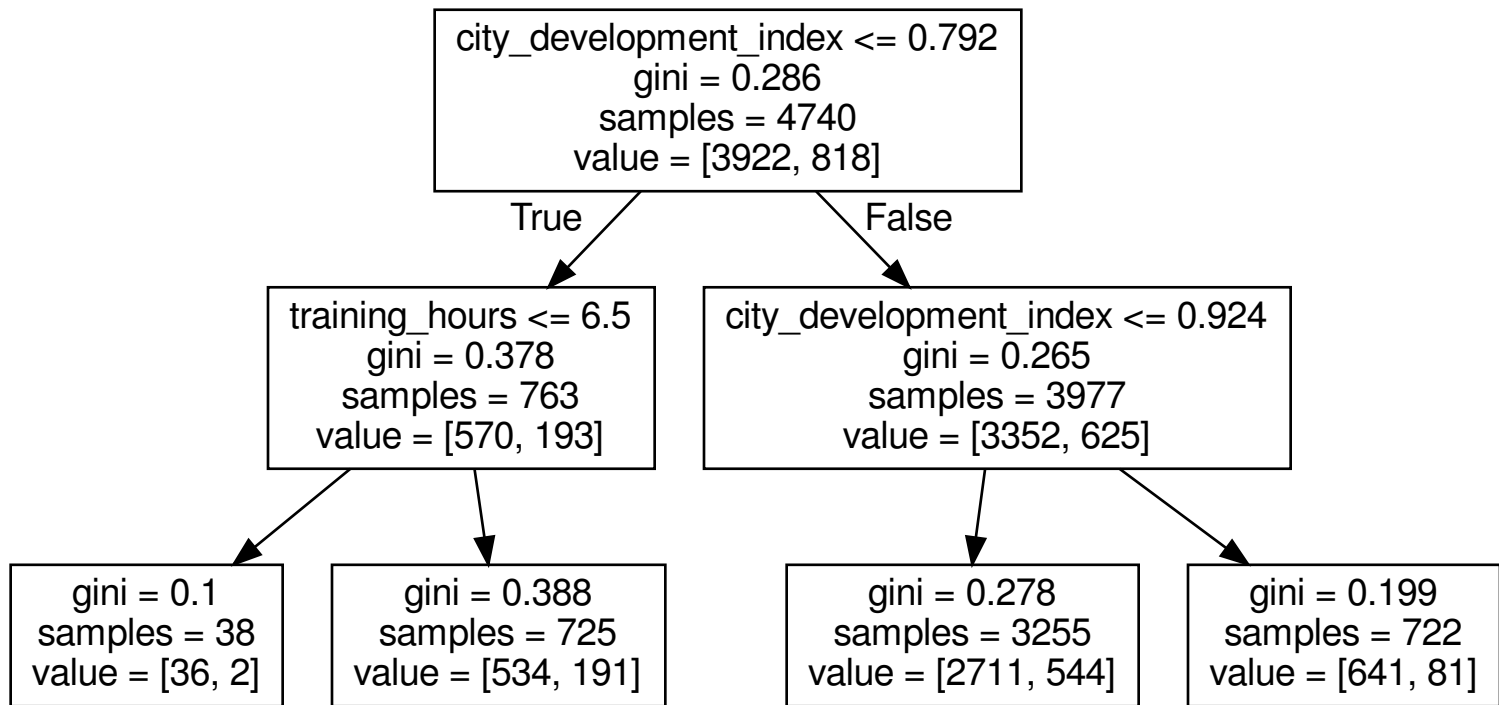 city_development_index <= 0.792
gini = 0.286
samples = 4740
value = [3922, 818]
True
False
training_hours <= 6.5
gini = 0.378
samples = 763
value = [570, 193]
city_development_index <= 0.924
gini = 0.265
samples = 3977
value = [3352, 625]
gini = 0.1
samples = 38
value = [36, 2]
gini = 0.388
samples = 725
value = [534, 191]
gini = 0.278
samples = 3255
value = [2711, 544]
gini = 0.199
samples = 722
value = [641, 81]